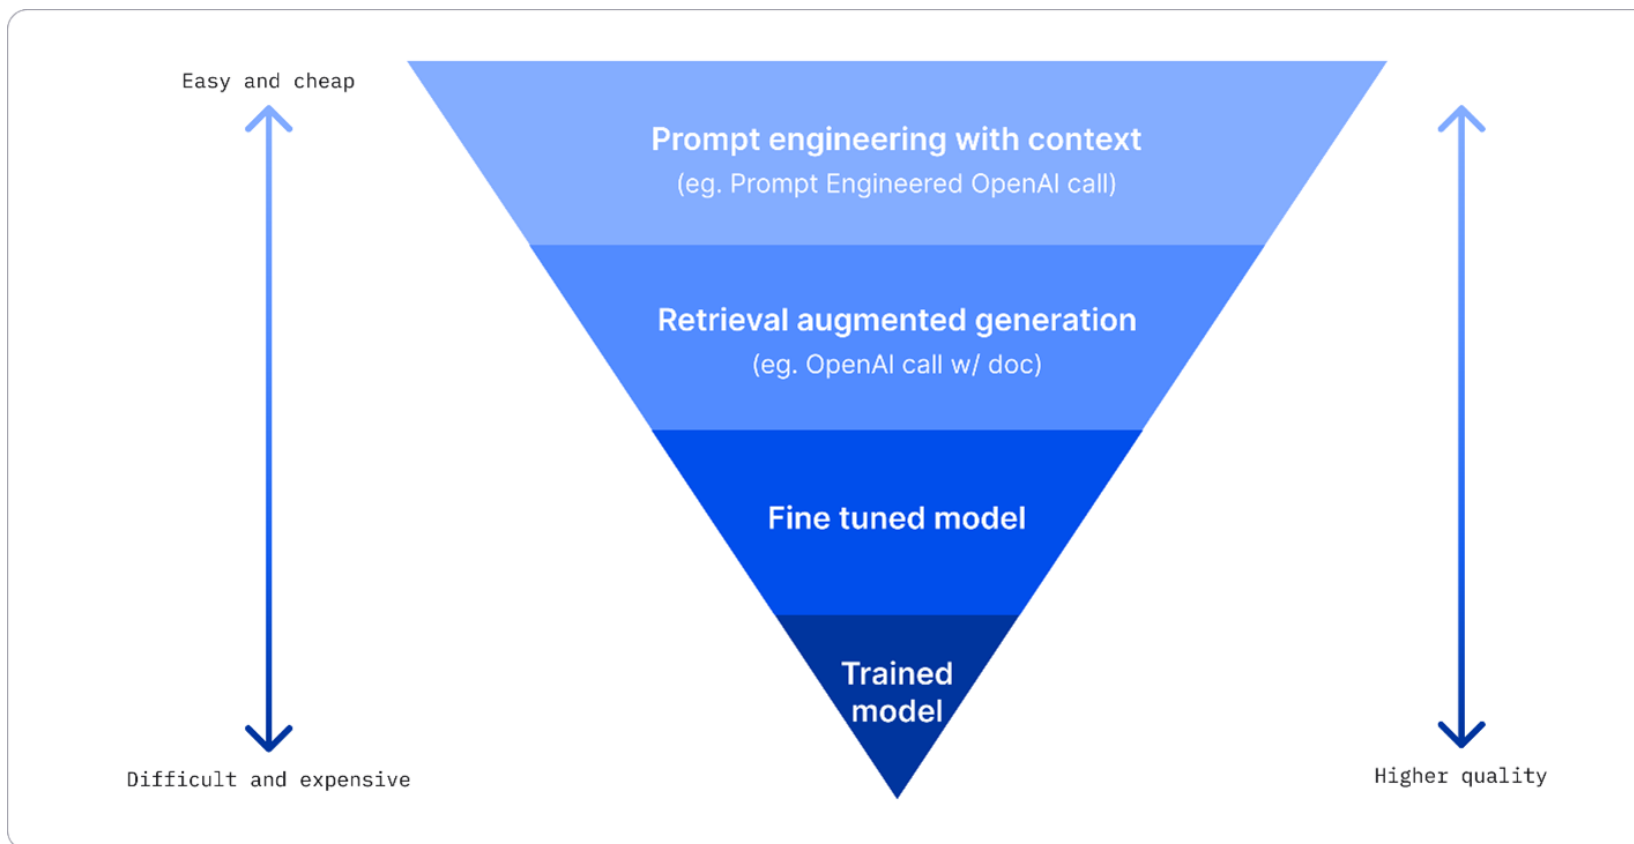 Easy and cheap
Prompt engineering with context
(eg. Prompt Engineered OpenAI call)
Retrieval augmented generation
(eg. OpenAI call w/ doc)
Fine tuned model
Trained
model
Difficult and expensive
Higher quality